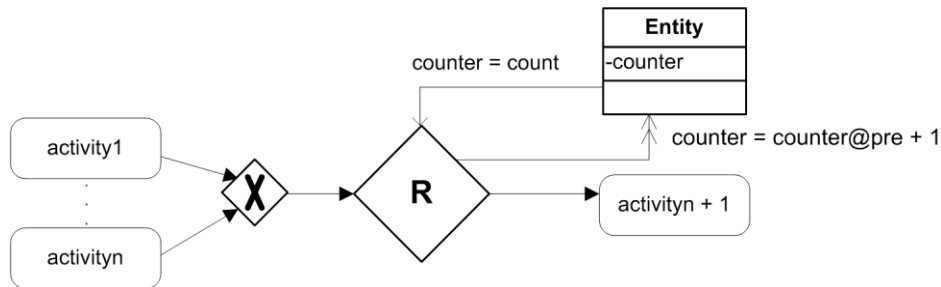 Entity
counter = count
-counter
counter = counter@pre + 1
activity1
X
R
activityn + 1
activityn